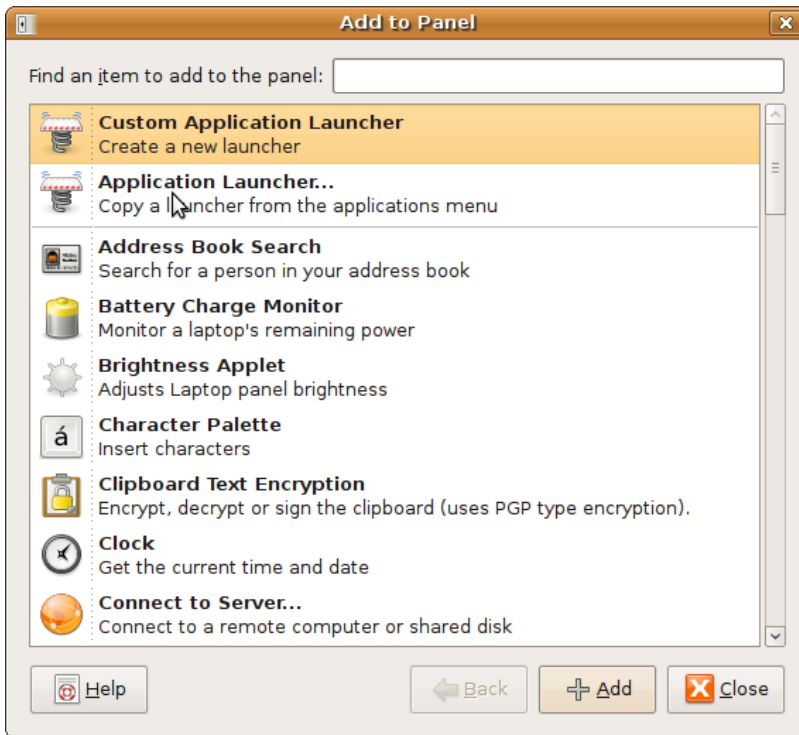 Add to Panel
Find an item to add to the panel:
Custom Application Launcher
Create a new launcher
Application Launcher...
Copy a launcher from the applications menu
Address Book Search
Search for a person in your address book
Battery Charge Monitor
Monitor a laptop's remaining power
Brightness Applet
Adjusts Laptop panel brightness
á
Character Palette
Insert characters
Clipboard Text Encryption
Encrypt, decrypt or sign the clipboard (uses PGP type encryption).
Clock
Get the current time and date
Connect to Server...
Connect to a remote computer or shared disk
Help Back Add Close